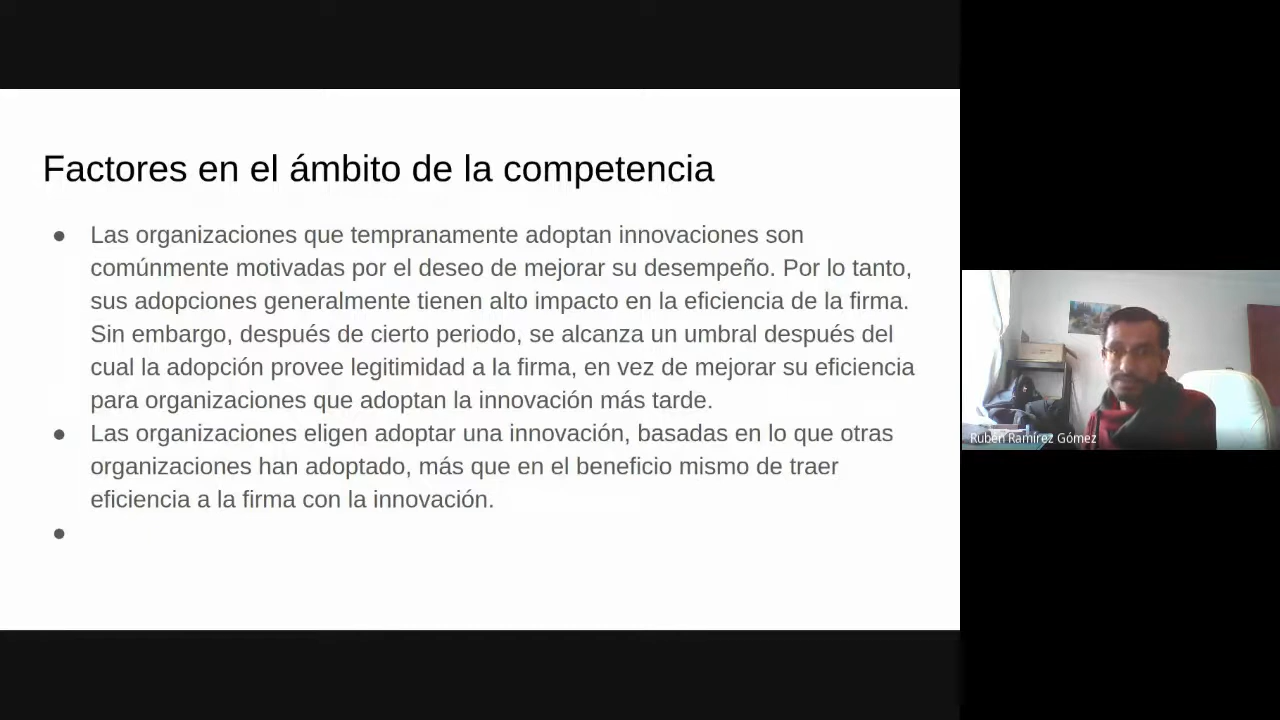 Factores en el ámbito de la competencia
● Las organizaciones que tempranamente adoptan innovaciones son
comúnmente motivadas por el deseo de mejorar su desempeño. Por lo tanto,
sus adopciones generalmente tienen alto impacto en la eficiencia de la firma.
Sin embargo, después de cierto periodo, se alcanza un umbral después del
cual la adopción provee legitimidad a la firma, en vez de mejorar su eficiencia
para organizaciones que adoptan la innovación más tarde.
● Las organizaciones eligen adoptar una innovación, basadas en lo que otras
organizaciones han adoptado, más que en el beneficio mismo de traer
eficiencia a la firma con la innovación.
●
Rubén Ramírez Gómez